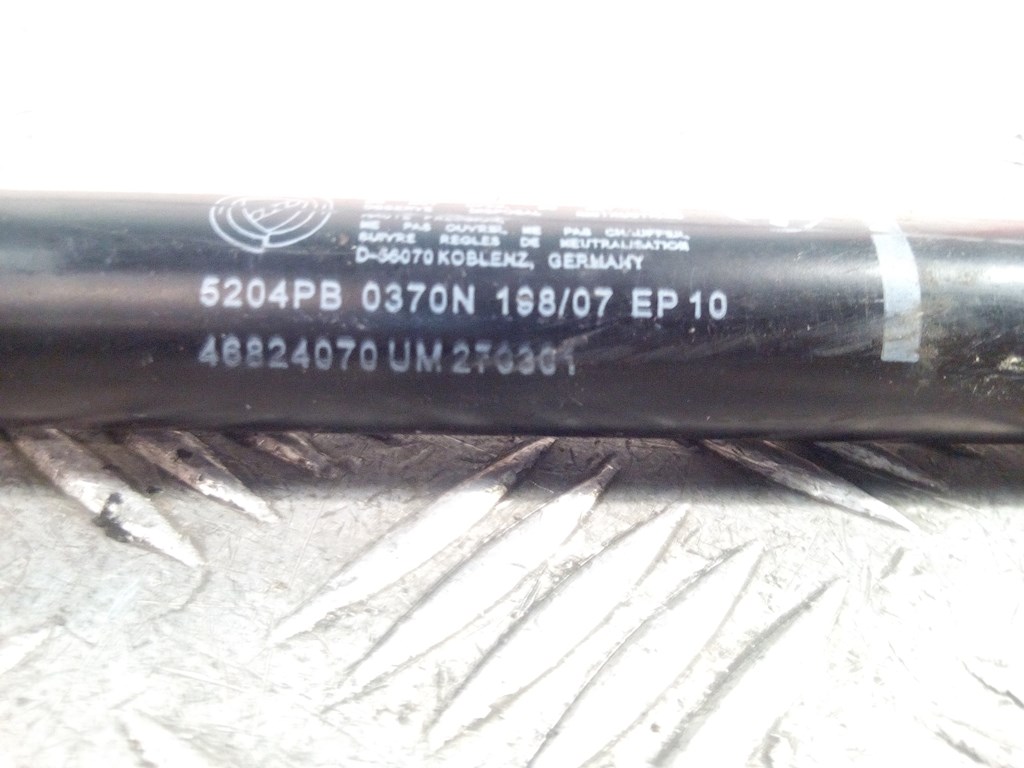 NE PAS OUVRIR, NE PAS CHAUFFER,
SUIVRE REGLES DE NEUTRALISATION
D-56070 KOBLENZ, GERMANY
5204PB 0370N 198/07 EP 10
46824070 UM